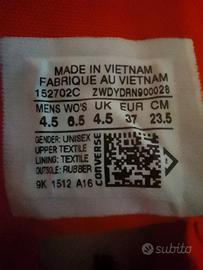 MADE IN VIETNAM
FABRIQUE AU VIETNAM
152702C ZWDYDRN900028
MENS WO'S UK EUR CM
4.5 6.5 4.5 37 23.5
GENDER: UNISEX
UPPER:TEXTILE
LINING: TEXTILE
OUTSOLE: RUBBER
9K 1512 A16
CONVERSE
subito